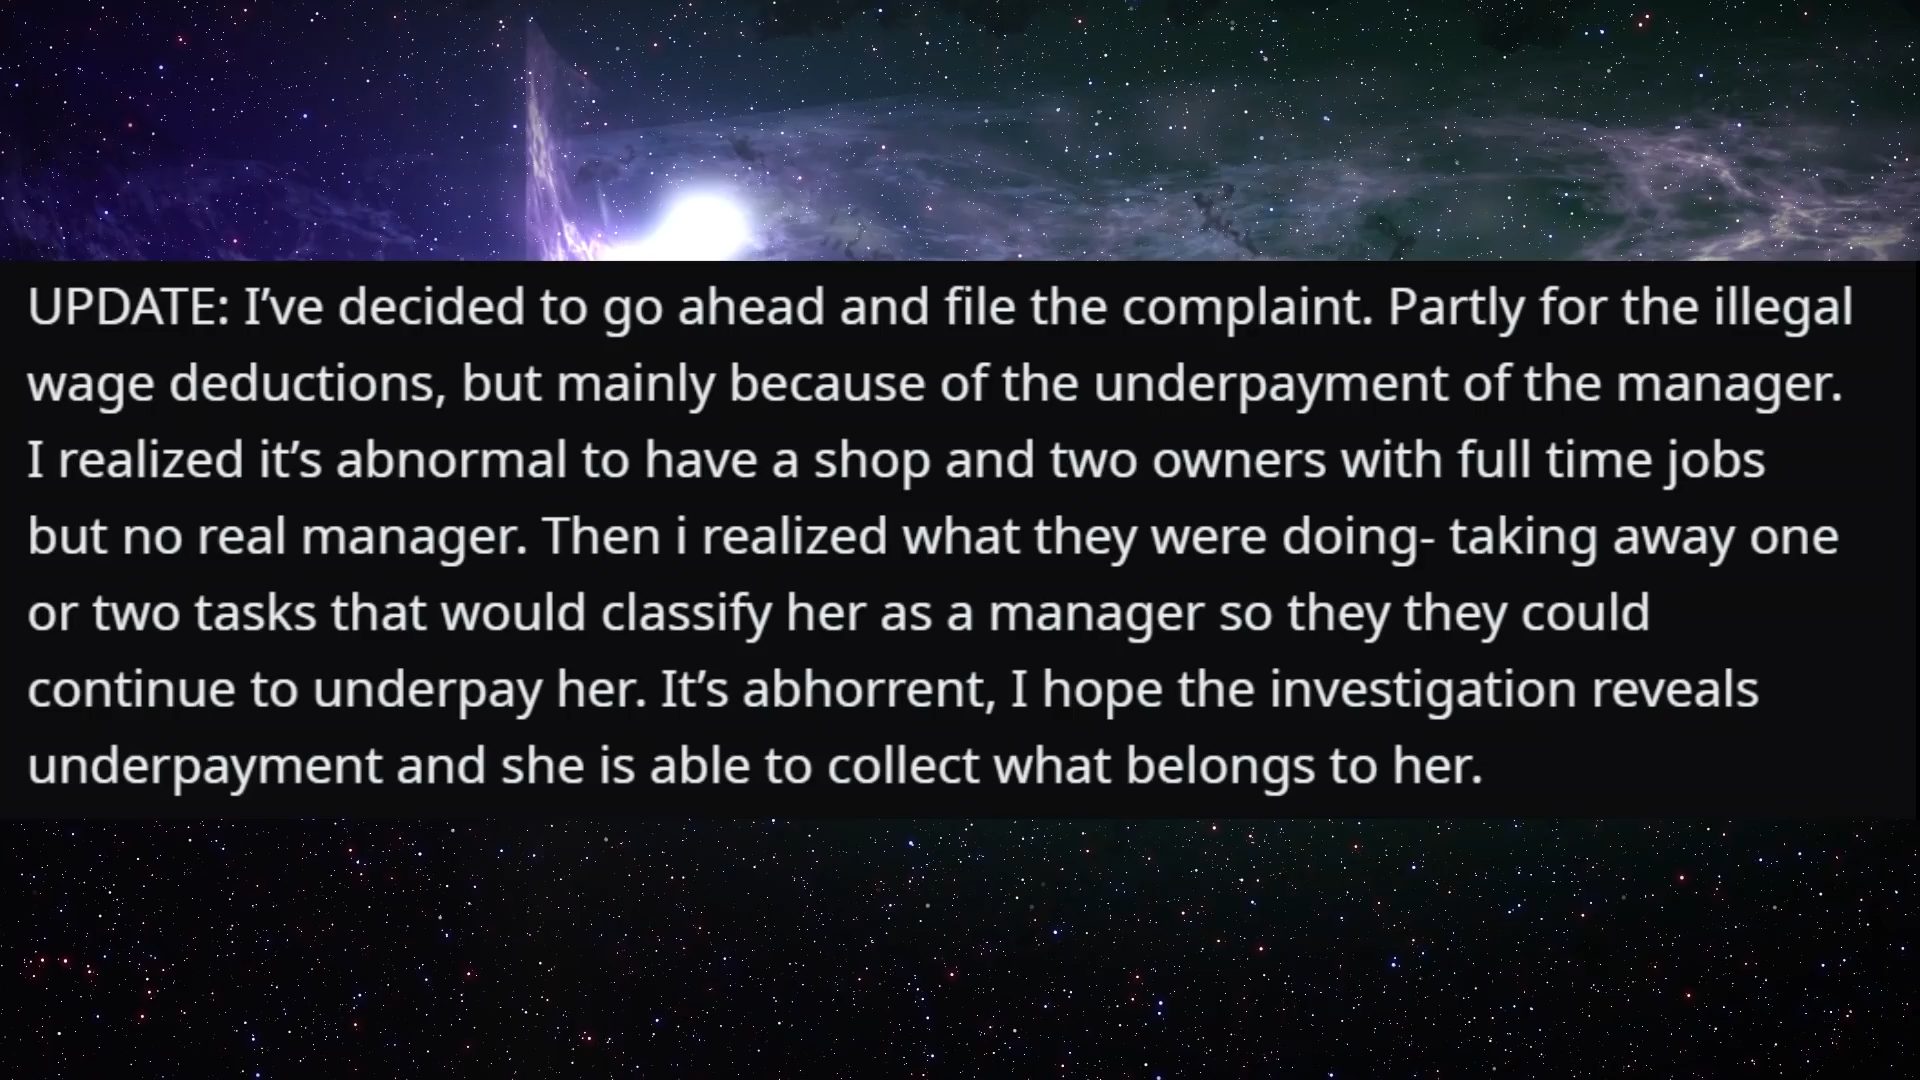 UPDATE: I’ve decided to go ahead and file the complaint. Partly for the illegal
wage deductions, but mainly because of the underpayment of the manager.
I realized it’s abnormal to have a shop and two owners with full time jobs
but no real manager. Then i realized what they were doing- taking away one
or two tasks that would classify her as a manager so they they could
continue to underpay her. It’s abhorrent, I hope the investigation reveals
underpayment and she is able to collect what belongs to her.